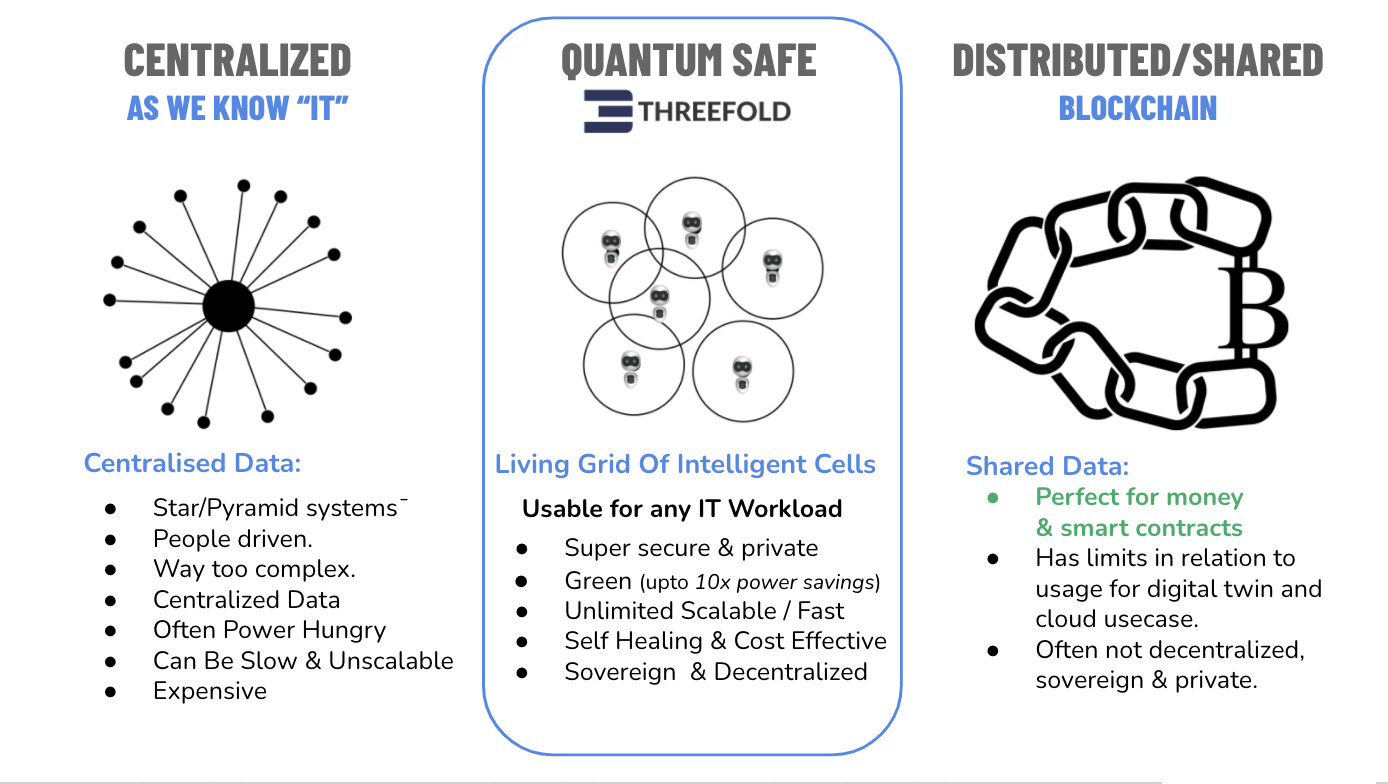 CENTRALIZED
AS WE KNOW “IT”
Centralised Data:
● Star/Pyramid systems¯
● People driven.
● Way too complex.
● Centralized Data
● Often Power Hungry
● Can Be Slow & Unscalable
● Expensive
QUANTUM SAFE
THREEFOLD
Living Grid Of Intelligent Cells
Usable for any IT Workload
● Super secure & private
● Green (upto 10x power savings)
● Unlimited Scalable / Fast
● Self Healing & Cost Effective
● Sovereign & Decentralized
DISTRIBUTED/SHARED
BLOCKCHAIN
B
Shared Data:
● Perfect for money
& smart contracts
● Has limits in relation to
usage for digital twin and
cloud usecase.
● Often not decentralized,
sovereign & private.